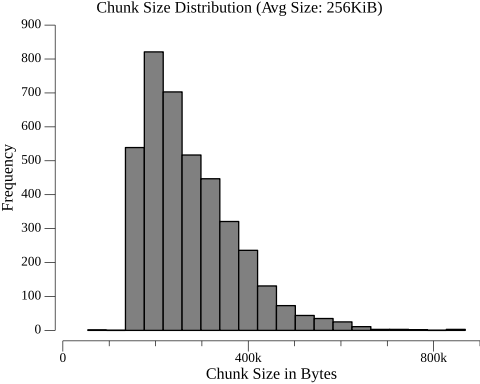 Chunk Size Distribution (Avg Size: 256KiB)
900
800
700
600
500
400
300
200
100
0
Frequency
0 400k 800k
Chunk Size in Bytes